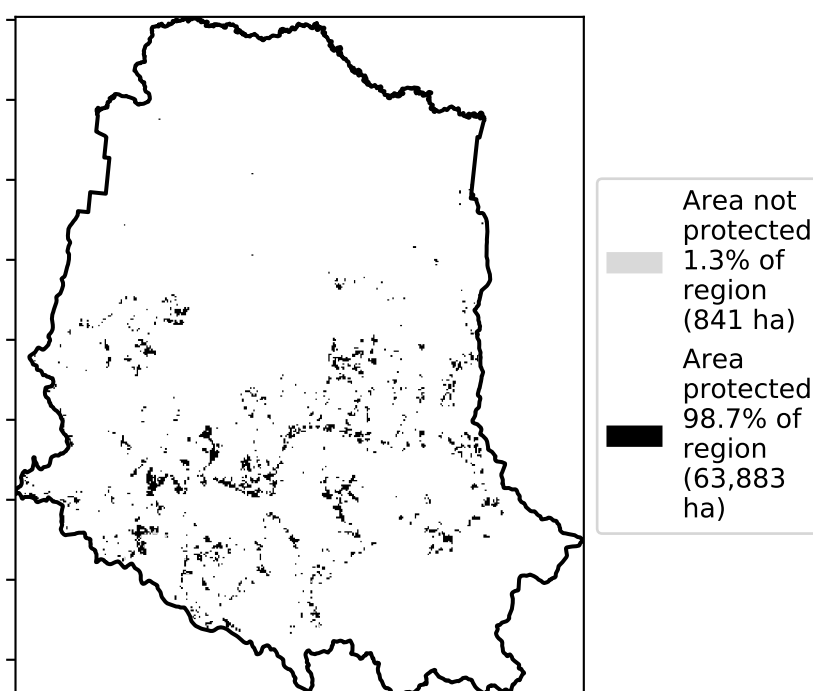 Area not
protected
1.3% of
region
(841 ha)
Area
protected
98.7% of
region
(63,883
ha)